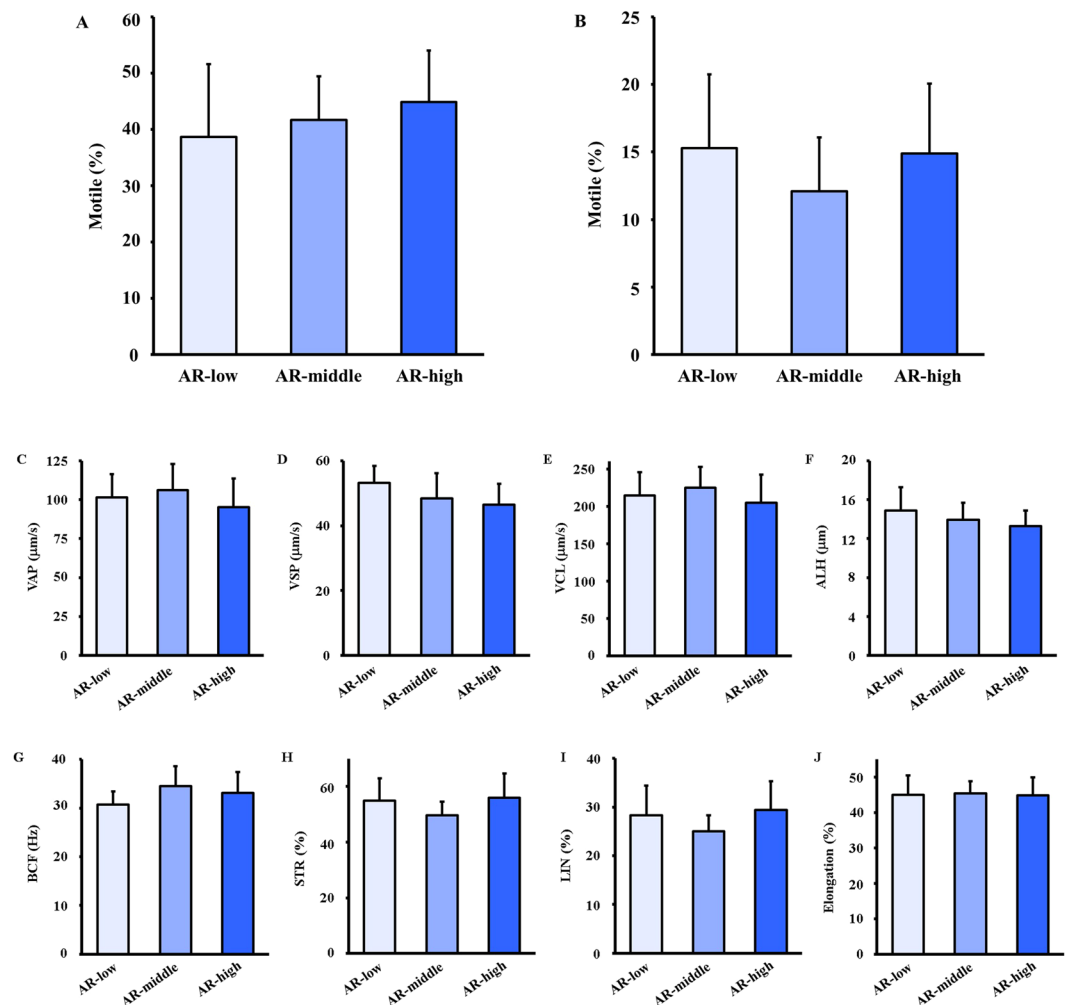 A
Motile (%)
60
50
40
30
20
10
0
AR-low
AR-middle
AR-high
B
Motile (%)
25
20
15
10
5
0
AR-low
AR-middle
AR-high
C
VAP (µm/s)
125
100
75
50
25
0
AR-low
AR-middle
AR-high
D
VSP (µm/s)
60
40
20
0
AR-low
AR-middle
AR-high
E
VCL (µm/s)
250
200
150
100
50
0
AR-low
AR-middle
AR-high
F
ALH (µm)
20
16
12
8
4
0
AR-low
AR-middle
AR-high
G
BCF (Hz)
40
30
20
10
0
AR-low
AR-middle
AR-high
H
STR (%)
60
40
20
0
AR-low
AR-middle
AR-high
I
LIN (%)
40
30
20
10
0
AR-low
AR-middle
AR-high
J
Elongation (%)
50
40
30
20
10
0
AR-low
AR-middle
AR-high